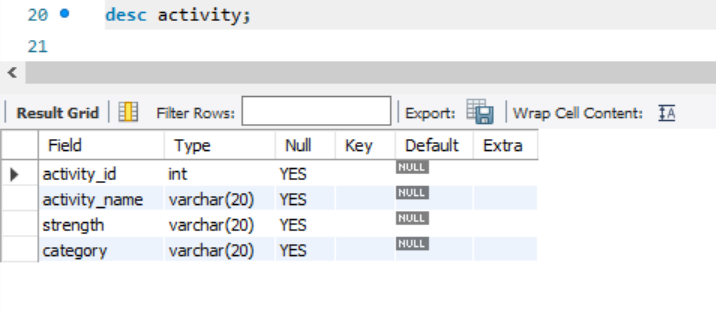 20 desc activity;
21
Result Grid Filter Rows: Export: Wrap Cell Content:
Field Type Null Key Default Extra
activity_id int YES NULL
activity_name varchar(20) YES NULL
strength varchar(20) YES NULL
category varchar(20) YES NULL